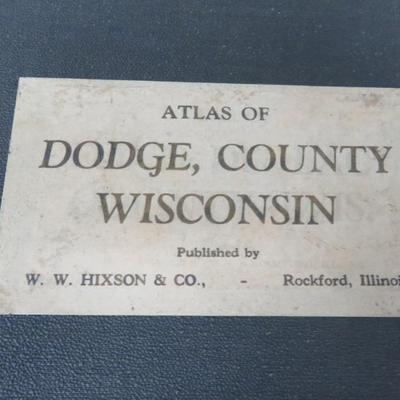 ATLAS OF
DODGE, COUNTY
WISCONSIN
Published by
W. W. HIXSON & CO., - Rockford, Illinoi